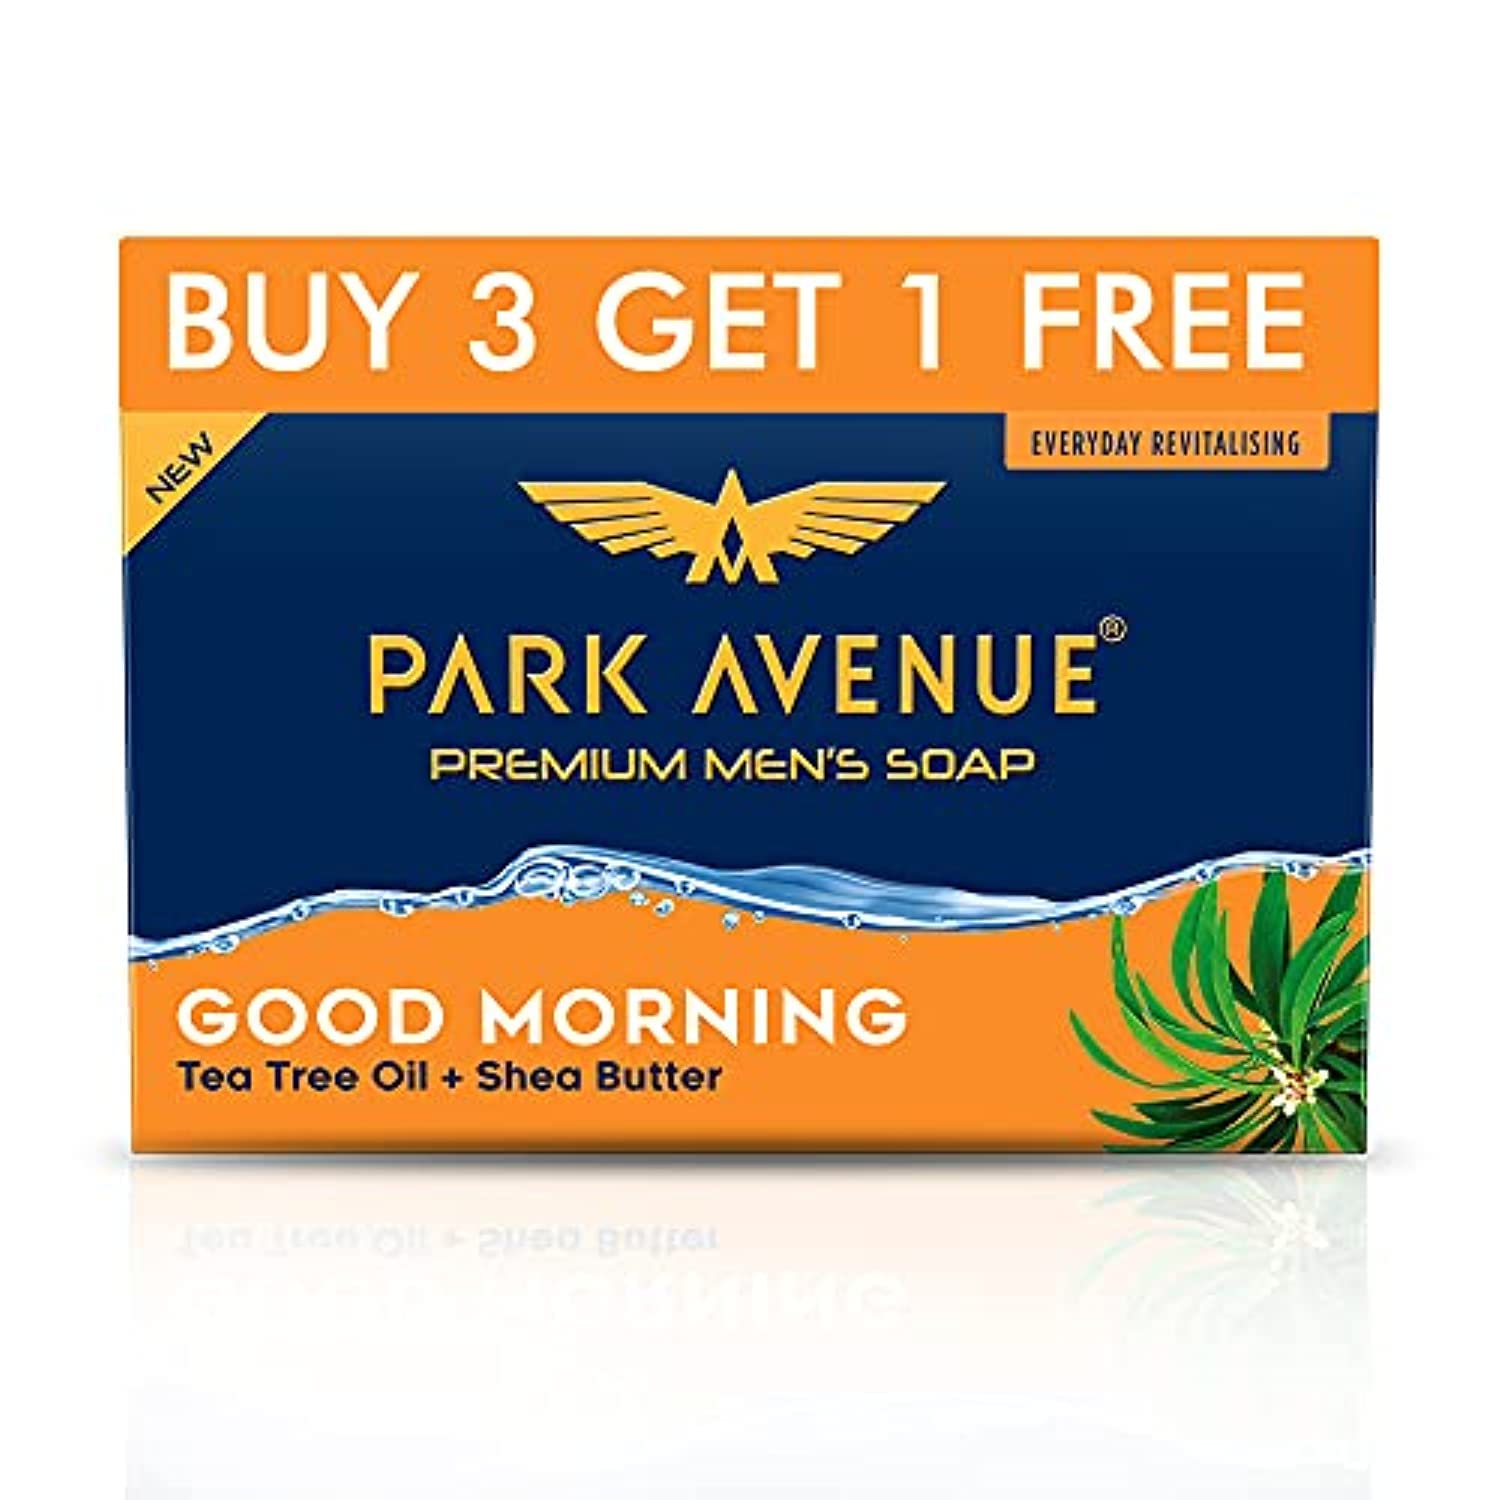 BUY 3 GET 1 FREE
NEW
EVERYDAY REVITALISING
PARK AVENUE®
PREMIUM MEN'S SOAP
GOOD MORNING
Tea Tree Oil + Shea Butter